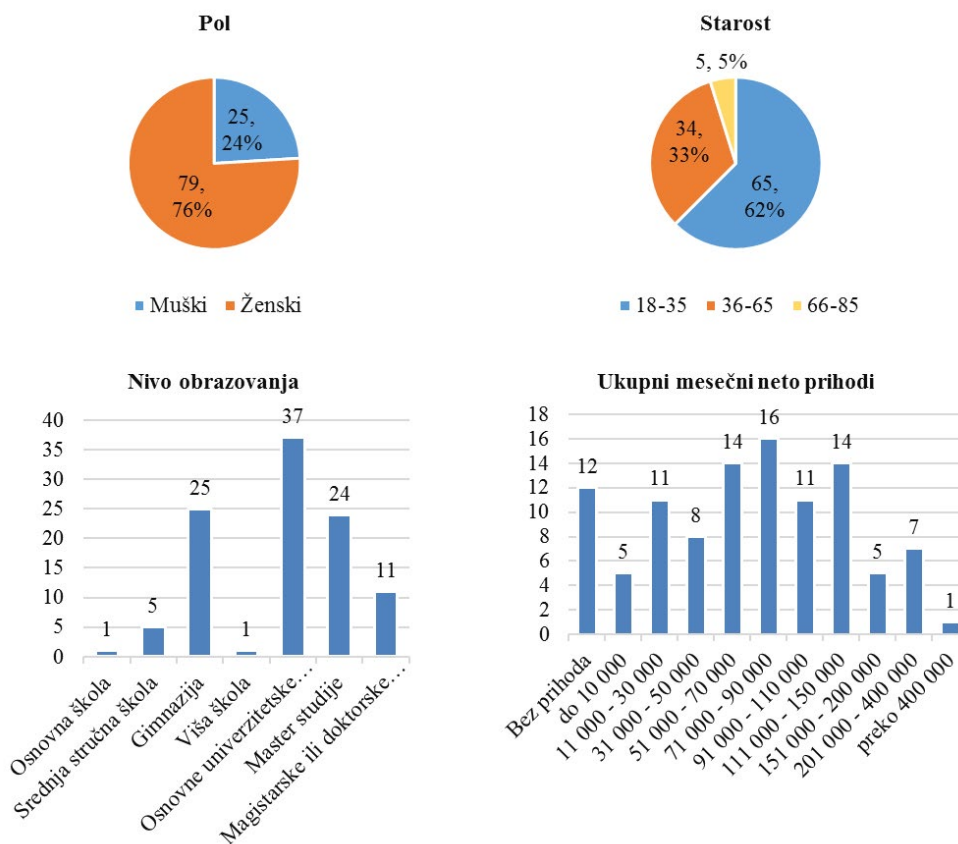 Pol
25,
24%
79,
76%
Muški Ženski
Starost
5, 5%
34,
33%
65,
62%
18-35 36-65 66-85
Nivo obrazovanja
40
35
30
25
20
15
10
5
0
1
5
25
1
37
24
11
Osnovna škola
Srednja stručna škola
Gimnazija
Viša škola
Osnovne univerzitetske…
Master studije
Magistarske ili doktorske…
Ukupni mesečni neto prihodi
18
16
14
12
10
8
6
4
2
0
12
5
11
8
14
16
11
14
5
7
1
Bez prihoda
do 10 000
11 000 - 30 000
31 000 - 50 000
51 000 - 70 000
71 000 - 90 000
91 000 - 110 000
111 000 - 150 000
151 000 - 200 000
201 000 - 400 000
preko 400 000